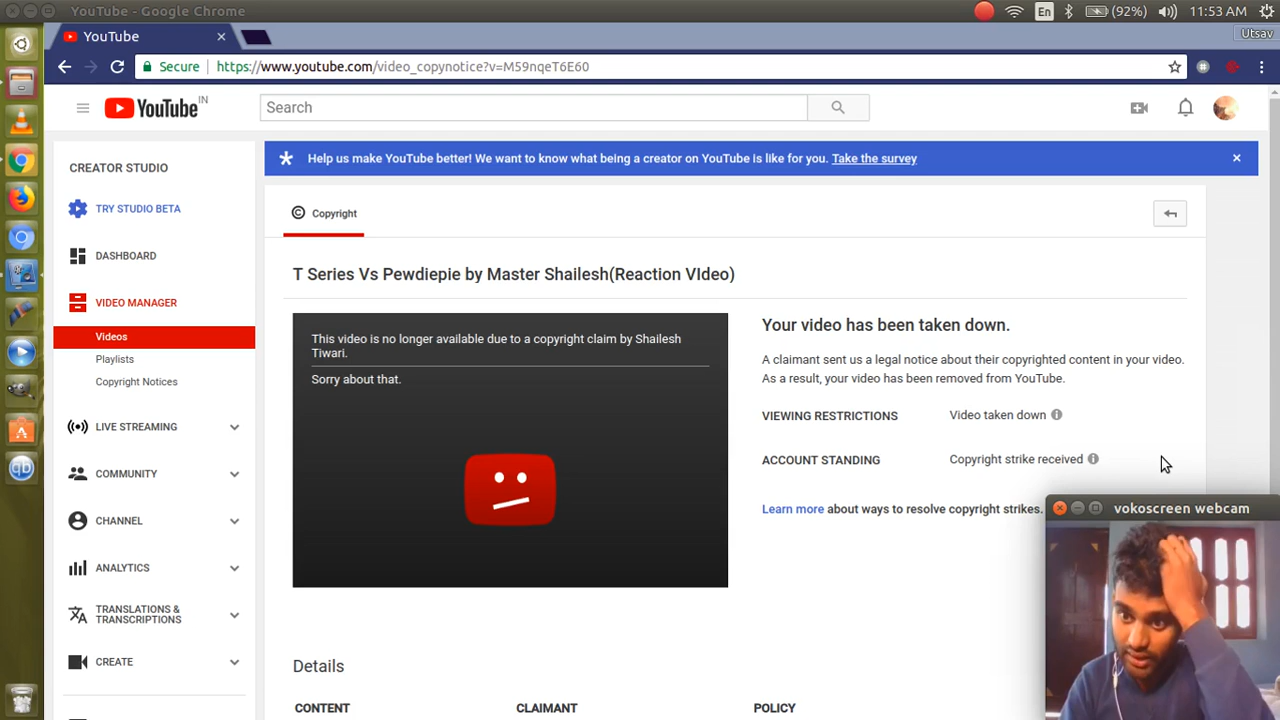 YouTube - Google Chrome
En
(92%)
11:53 AM
YouTube
Utsav
Secure
https://www.youtube.com/video_copynotice?v=M59nqeT6E60
YouTube IN
Search
CREATOR STUDIO
Help us make YouTube better! We want to know what being a creator on YouTube is like for you. Take the survey
TRY STUDIO BETA
Copyright
DASHBOARD
T Series Vs Pewdiepie by Master Shailesh(Reaction VIdeo)
VIDEO MANAGER
Videos
Playlists
Copyright Notices
LIVE STREAMING
COMMUNITY
CHANNEL
ANALYTICS
TRANSLATIONS &
TRANSCRIPTIONS
CREATE
This video is no longer available due to a copyright claim by Shailesh
Tiwari.
Sorry about that.
Your video has been taken down.
A claimant sent us a legal notice about their copyrighted content in your video.
As a result, your video has been removed from YouTube.
VIEWING RESTRICTIONS
Video taken down
ACCOUNT STANDING
Copyright strike received
Learn more about ways to resolve copyright strikes.
vokoscreen webcam
Details
CONTENT
CLAIMANT
POLICY